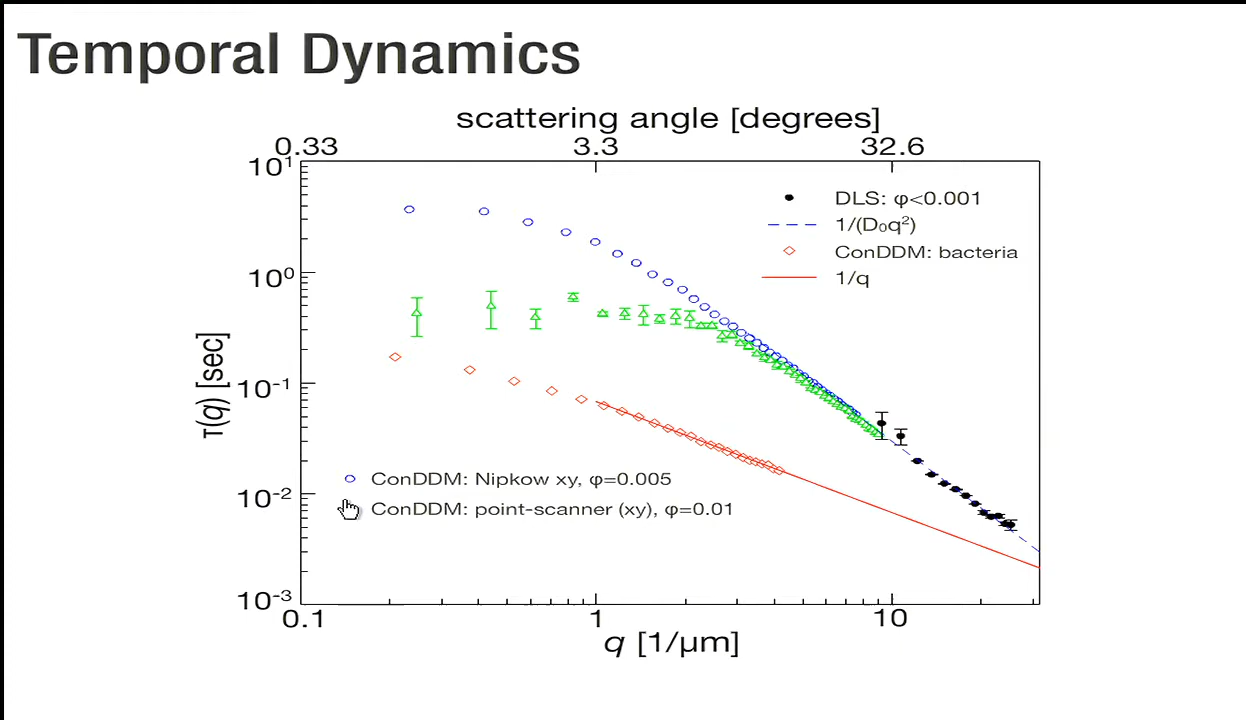 Temporal Dynamics
scattering angle [degrees]
0.33 3.3 32.6
10¹
10⁰
10⁻¹
10⁻²
10⁻³
τ(q) [sec]
DLS: φ<0.001
1/(D₀q²)
ConDDM: bacteria
1/q
ConDDM: Nipkow xy, φ=0.005
ConDDM: point-scanner (xy), φ=0.01
0.1 1 10
q [1/μm]